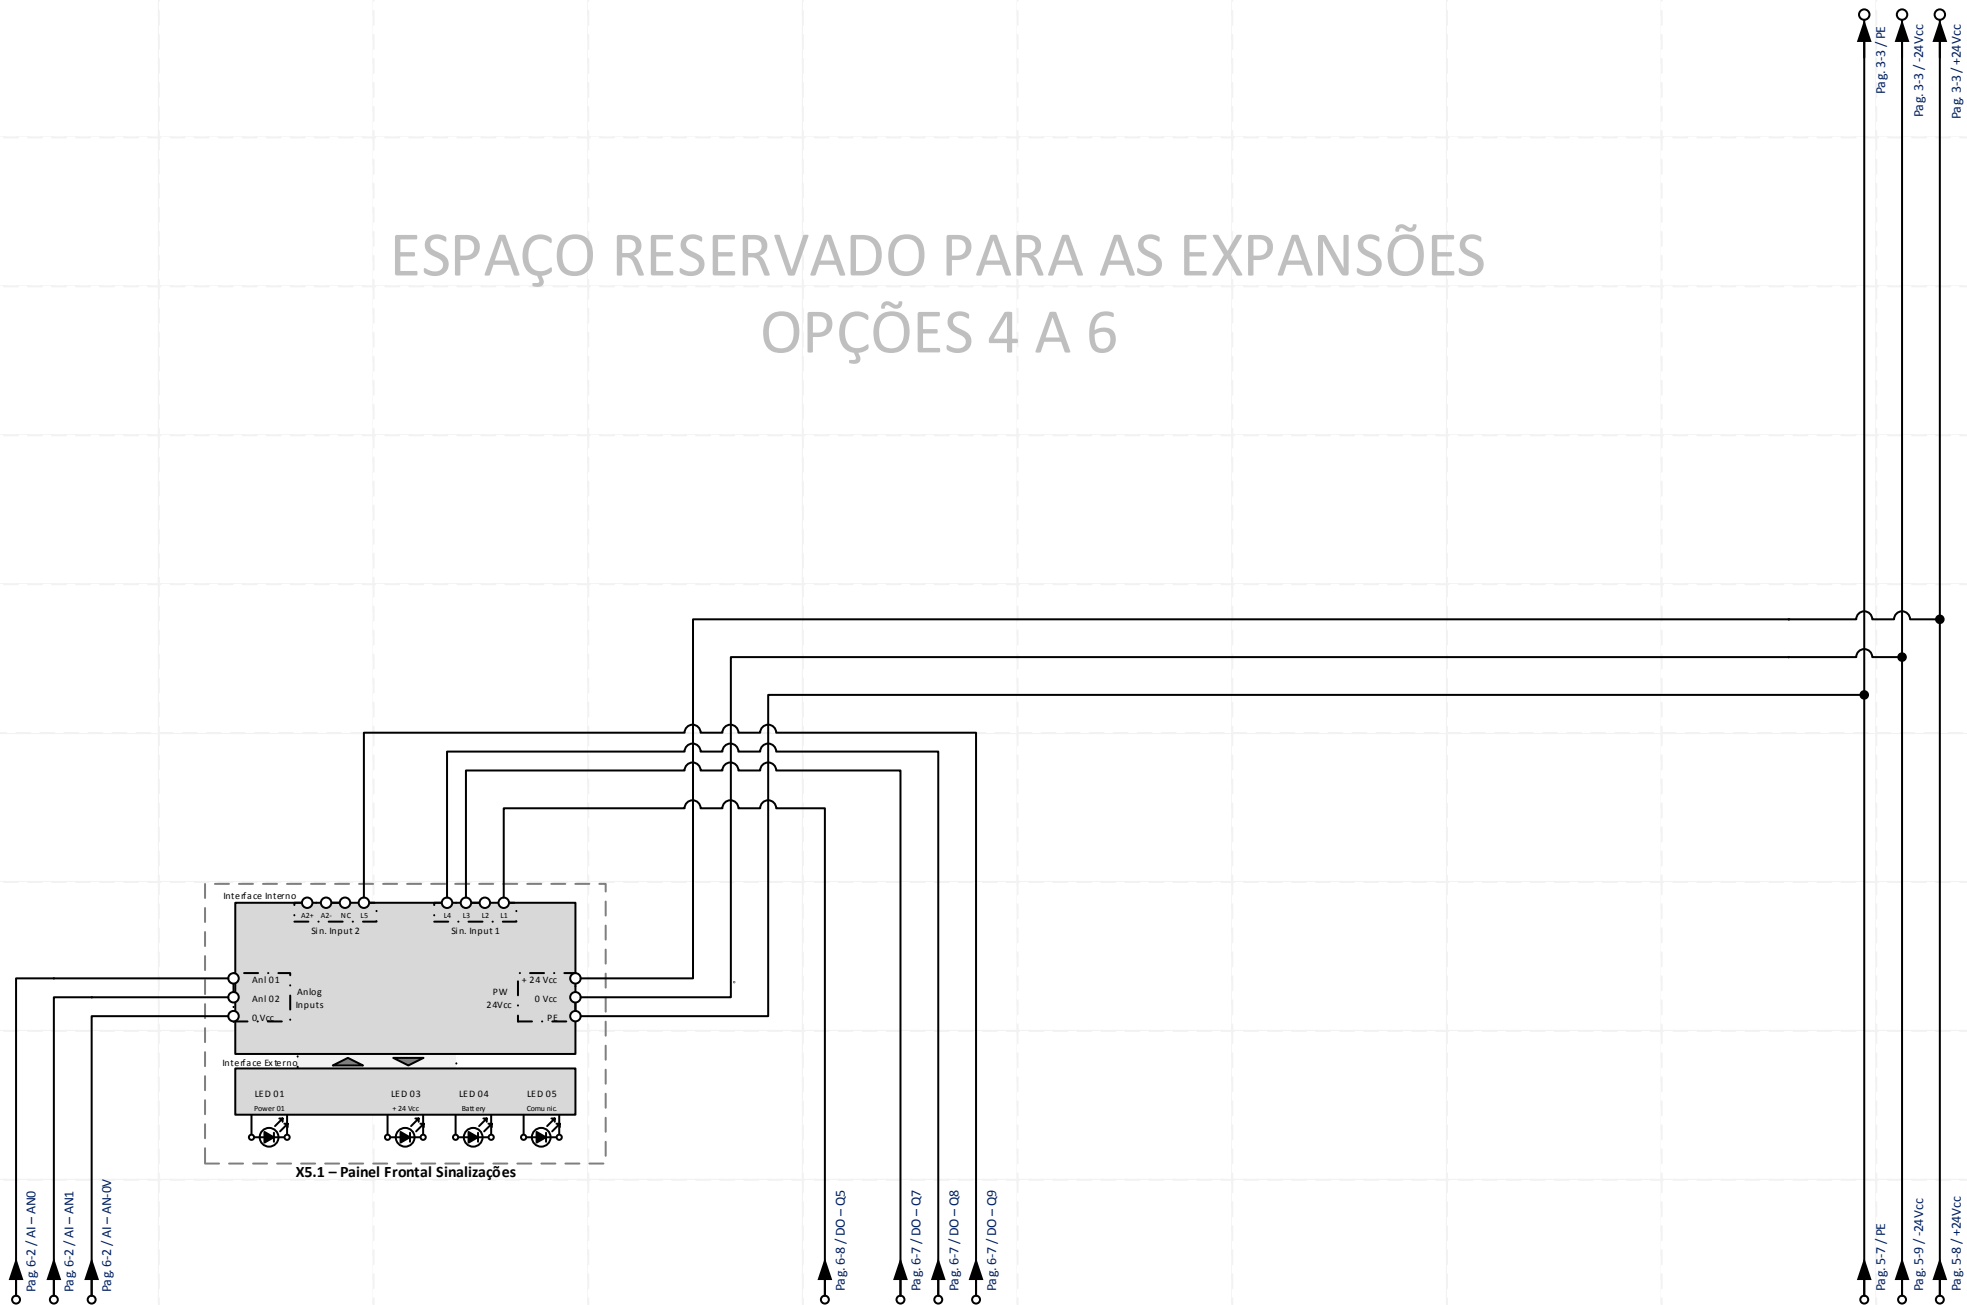 Pag. 3-3 / PE
Pag. 3-3 / -24Vcc
Pag. 3-3 / +24Vcc
ESPAÇO RESERVADO PARA AS EXPANSÕES
OPÇÕES 4 A 6
Interface Interno
A2+ A2- NC L5
L4 L3 L2 L1
Sin. Input 2
Sin. Input 1
Anl 01
Anl 02
0 Vcc
Analog
Inputs
PW
24Vcc
+ 24 Vcc
0 Vcc
PE
Interface Externo
LED 01
Power 01
LED 03
+ 24 Vcc
LED 04
Battery
LED 05
Comunic.
X5.1 – Painel Frontal Sinalizações
Pag. 6-2 / AI – AN0
Pag. 6-2 / AI – AN1
Pag. 6-2 / AI – AN-0V
Pag. 6-8 / DO – Q5
Pag. 6-7 / DO – Q7
Pag. 6-7 / DO – Q8
Pag. 6-7 / DO – Q9
Pag. 5-7 / PE
Pag. 5-9 / -24Vcc
Pag. 5-8 / +24Vcc